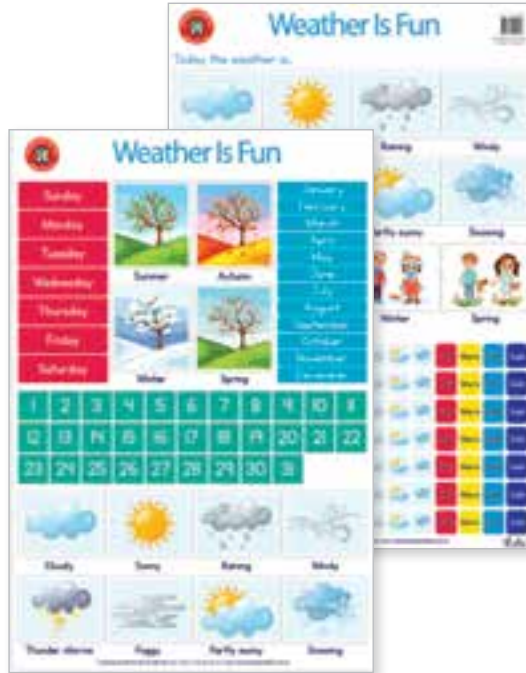 Weather Is Fun
Today the weather is...
Raining
Windy
Partly sunny
Snowing
Winter
Spring
Weather Is Fun
Sunday
Monday
Tuesday
Wednesday
Thursday
Friday
Saturday
Summer
Autumn
Winter
Spring
January
February
March
April
May
June
July
August
September
October
November
December
1 2 3 4 5 6 7 8 9 10 11
12 13 14 15 16 17 18 19 20 21 22
23 24 25 26 27 28 29 30 31
Cloudy
Sunny
Raining
Windy
Thunder storms
Foggy
Partly sunny
Snowing